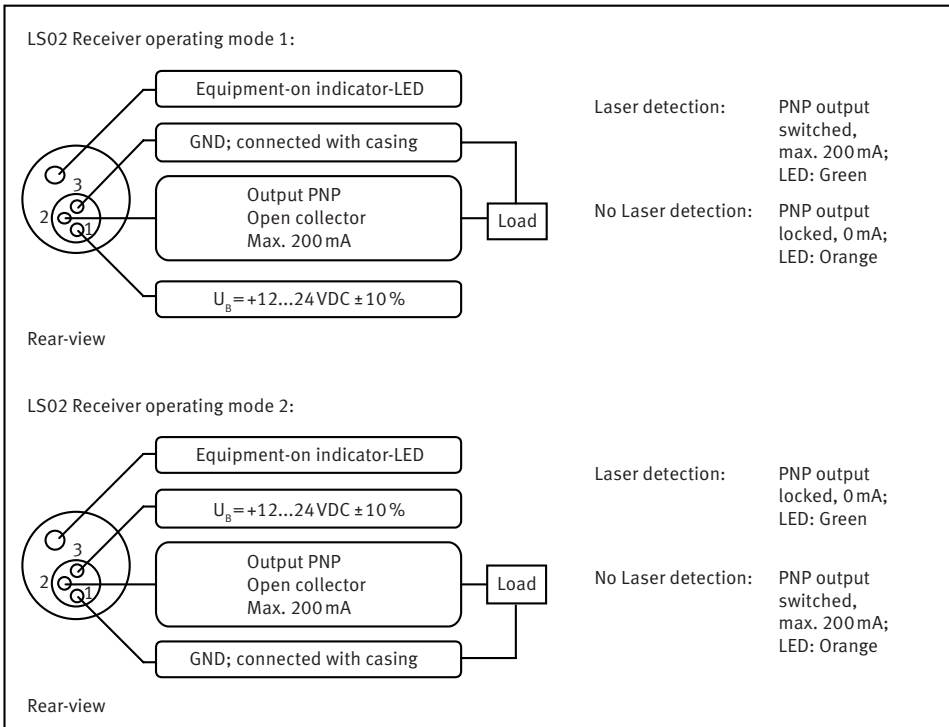 LS02 Receiver operating mode 1:
Equipment-on indicator-LED
GND; connected with casing
3
2
1
Output PNP
Open collector
Max. 200 mA
Load
U_B=+12...24 VDC ±10 %
Rear-view
Laser detection:
PNP output
switched,
max. 200 mA;
LED: Green
No Laser detection:
PNP output
locked, 0 mA;
LED: Orange
LS02 Receiver operating mode 2:
Equipment-on indicator-LED
U_B=+12...24 VDC ±10 %
3
2
1
Output PNP
Open collector
Max. 200 mA
Load
GND; connected with casing
Rear-view
Laser detection:
PNP output
locked, 0 mA;
LED: Green
No Laser detection:
PNP output
switched,
max. 200 mA;
LED: Orange